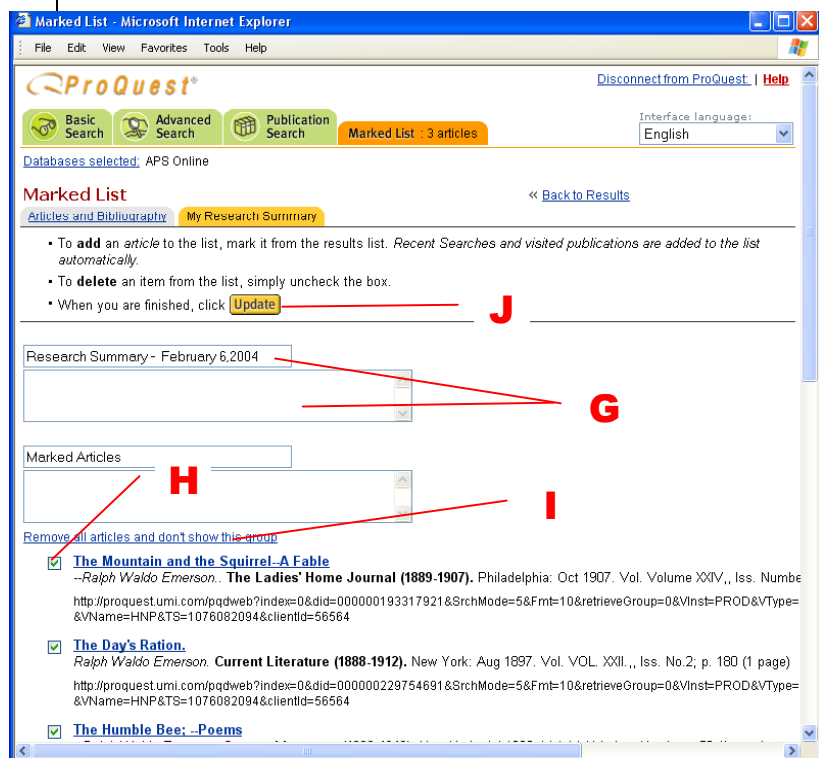 Marked List - Microsoft Internet Explorer
File Edit View Favorites Tools Help
ProQuest® Disconnect from ProQuest: | Help
Basic Search Advanced Search Publication Search Marked List : 3 articles
Interface language:
English
Databases selected: APS Online
Marked List « Back to Results
Articles and Bibliography My Research Summary
• To add an article to the list, mark it from the results list. Recent Searches and visited publications are added to the list
automatically.
• To delete an item from the list, simply uncheck the box.
• When you are finished, click Update
J
Research Summary - February 6,2004
G
Marked Articles
H
I
Remove all articles and don't show this group
The Mountain and the Squirrel--A Fable
--Ralph Waldo Emerson.. The Ladies' Home Journal (1889-1907). Philadelphia: Oct 1907. Vol. Volume XXIV,, Iss. Numbe
http://proquest.umi.com/pqdweb?index=0&did=000000193317921&SrchMode=5&Fmt=10&retrieveGroup=0&VInst=PROD&VType=
&VName=HNP&TS=1076082094&clientId=56564
The Day's Ration.
Ralph Waldo Emerson. Current Literature (1888-1912). New York: Aug 1897. Vol. VOL. XXII.,, Iss. No.2; p. 180 (1 page)
http://proquest.umi.com/pqdweb?index=0&did=000000229754691&SrchMode=5&Fmt=10&retrieveGroup=0&VInst=PROD&VType=
&VName=HNP&TS=1076082094&clientId=56564
The Humble Bee; --Poems